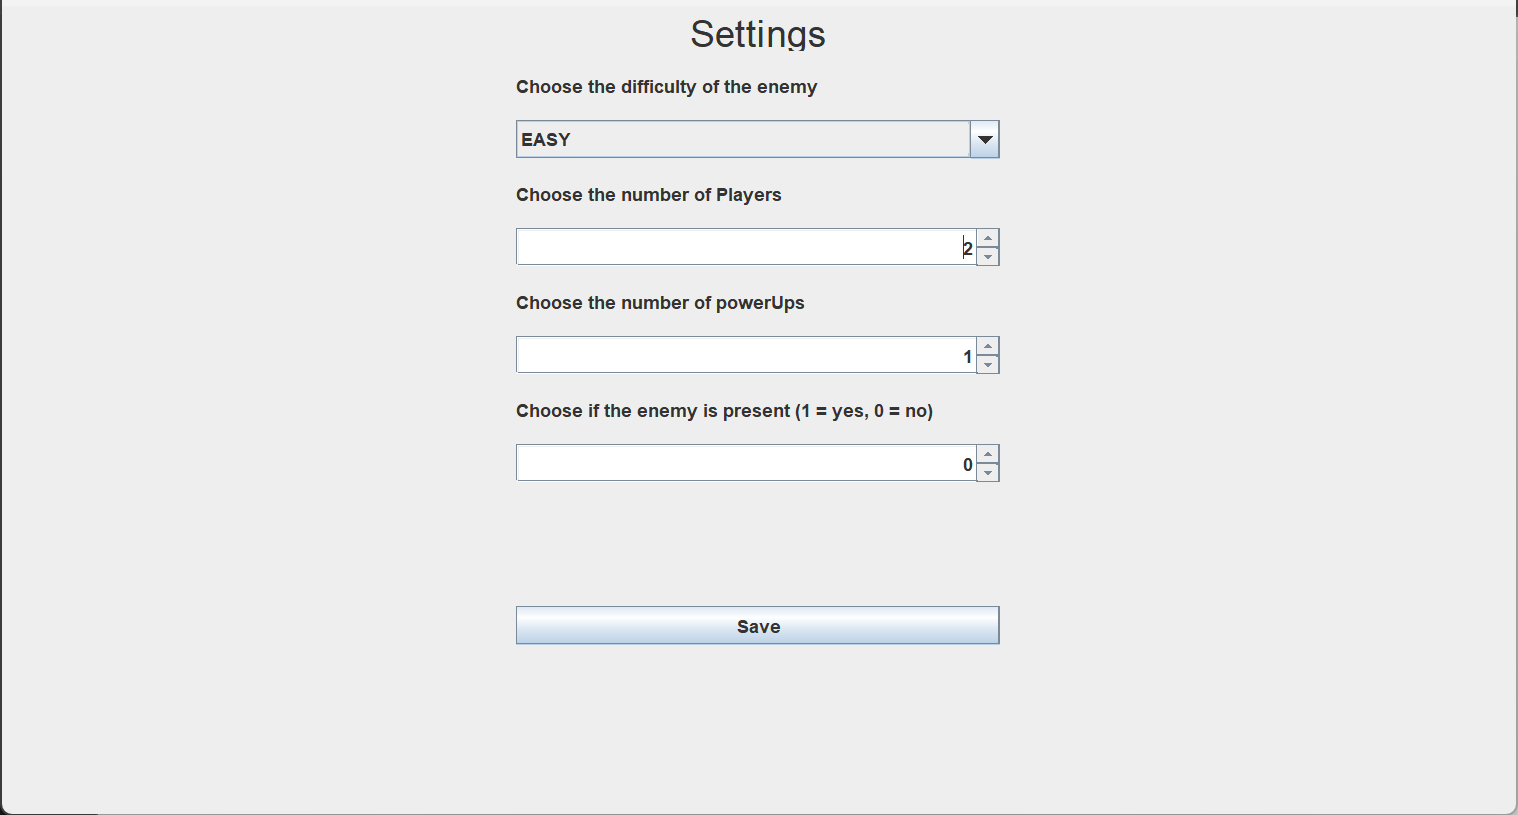 Settings
Choose the difficulty of the enemy
EASY
Choose the number of Players
2
Choose the number of powerUps
1
Choose if the enemy is present (1 = yes, 0 = no)
0
Save